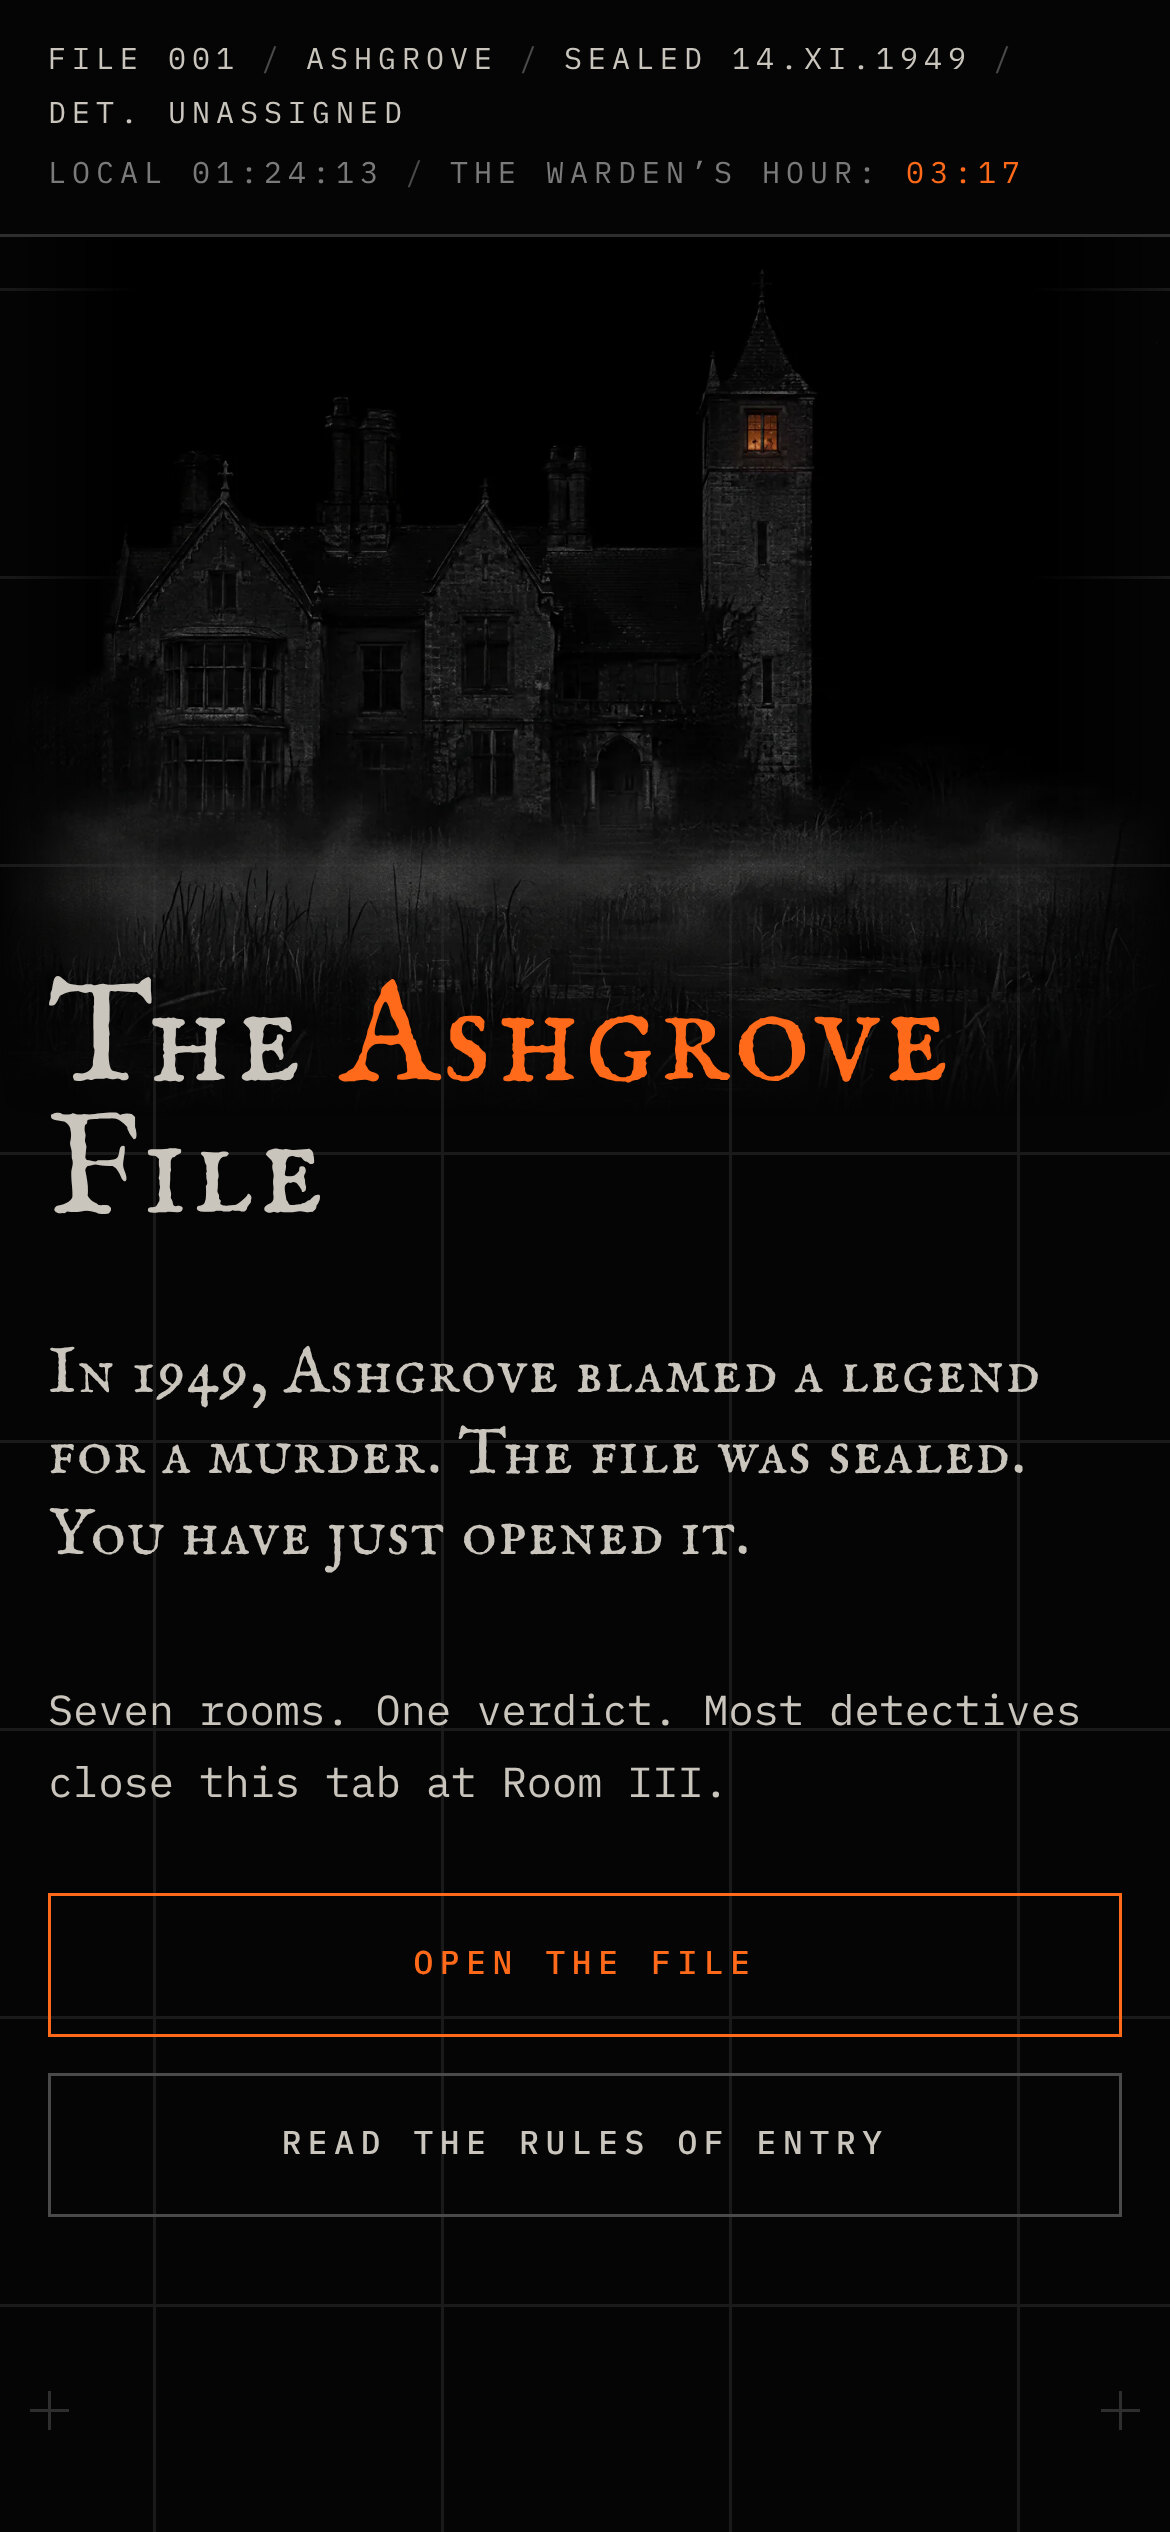 FILE 001 / ASHGROVE / SEALED 14.XI.1949 /
DET. UNASSIGNED
LOCAL 01:24:13 / THE WARDEN’S HOUR: 03:17
The Ashgrove
File
In 1949, Ashgrove blamed a legend
for a murder. The file was sealed.
You have just opened it.
Seven rooms. One verdict. Most detectives
close this tab at Room III.
OPEN THE FILE
READ THE RULES OF ENTRY